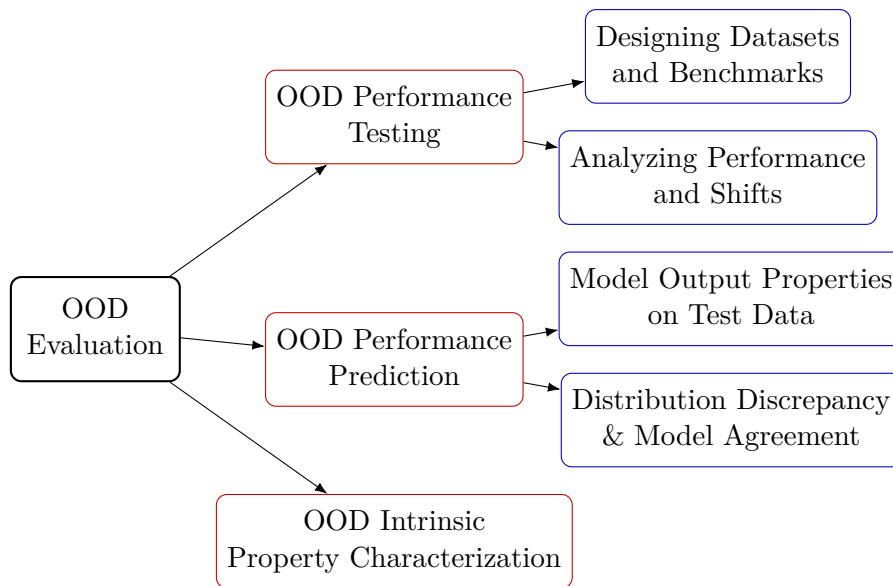 Designing Datasets
and Benchmarks
OOD Performance
Testing
Analyzing Performance
and Shifts
OOD
Evaluation
Model Output Properties
on Test Data
OOD Performance
Prediction
Distribution Discrepancy
& Model Agreement
OOD Intrinsic
Property Characterization